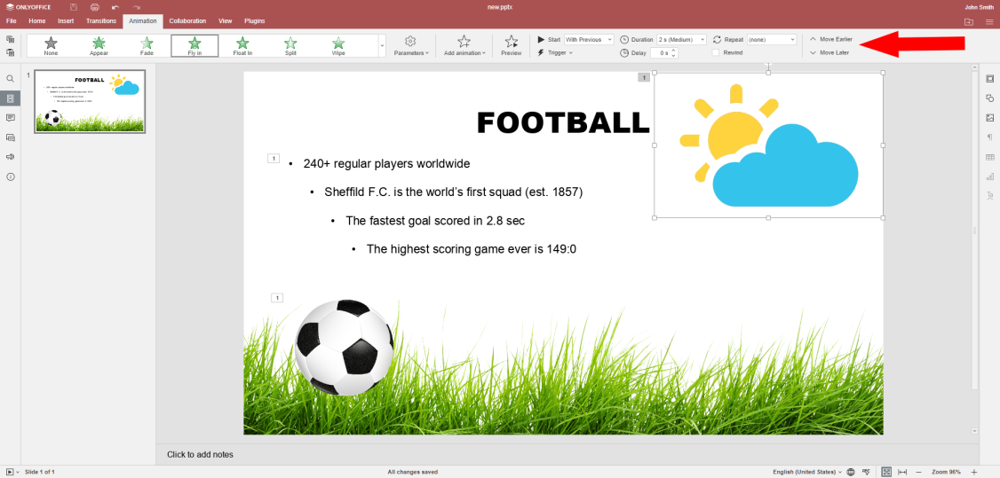 ONLYOFFICE
new.pptx
John Smith
File Home Insert Transitions Animation Collaboration View Plugins
None Appear Fade Fly in Float In Split Wipe
Parameters
Add animation
Preview
Start With Previous
Duration 2 s (Medium)
Repeat (none)
Move Earlier
Trigger
Delay 0 s
Rewind
Move Later
1
FOOTBALL
1
FOOTBALL
1
• 240+ regular players worldwide
• Sheffild F.C. is the world's first squad (est. 1857)
• The fastest goal scored in 2.8 sec
• The highest scoring game ever is 149:0
1
Click to add notes
Slide 1 of 1
All changes saved
English (United States)
ABC
Zoom 96%